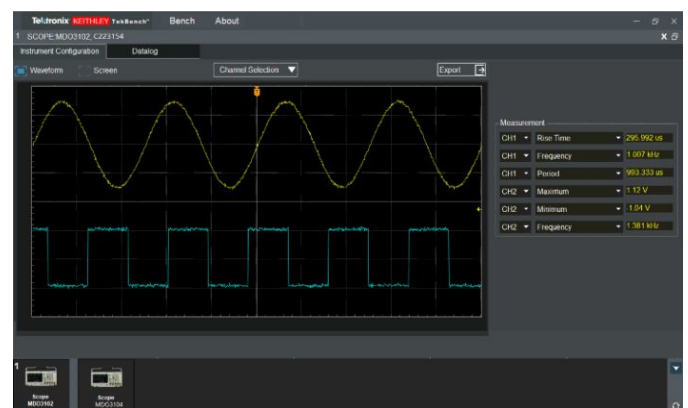 Tektronix KEITHLEY TekBench™ Bench About
1 SCOPE:MDO3102, C223154 X
Instrument Configuration Datalog
Waveform Screen Channel Selection Export
Measurement
CH1 Rise Time 295.992 us
CH1 Frequency 1.007 kHz
CH1 Period 993.333 us
CH2 Maximum 1.12 V
CH2 Minimum -1.04 V
CH2 Frequency 1.381 kHz
1
Scope Scope
MDO3102 MDO3104